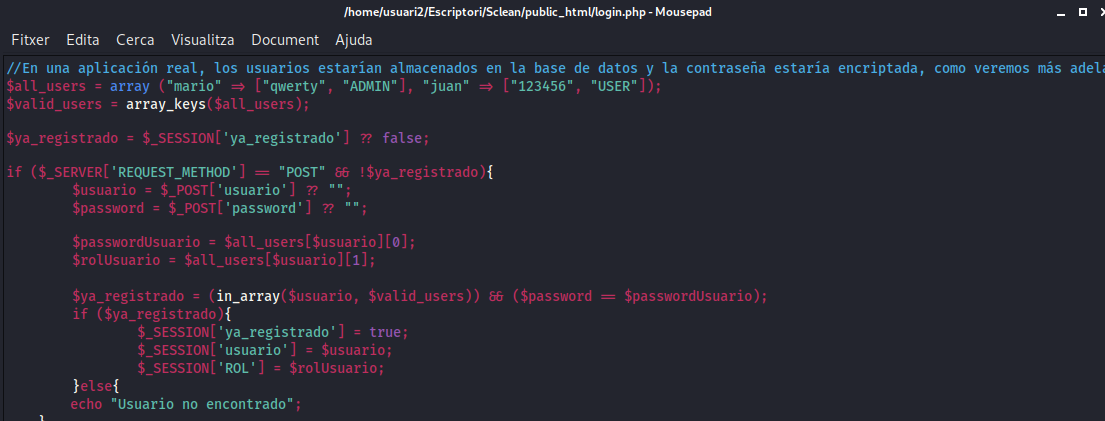 /home/usuari2/Escriptori/Sclean/public_html/login.php - Mousepad
Fitxer Edita Cerca Visualitza Document Ajuda
//En una aplicación real, los usuarios estarían almacenados en la base de datos y la contraseña estaría encriptada, como veremos más adela
$all_users = array ("mario" => ["qwerty", "ADMIN"], "juan" => ["123456", "USER"]);
$valid_users = array_keys($all_users);
$ya_registrado = $_SESSION['ya_registrado'] ?? false;
if ($_SERVER['REQUEST_METHOD'] == "POST" && !$ya_registrado){
$usuario = $_POST['usuario'] ?? "";
$password = $_POST['password'] ?? "";
$passwordUsuario = $all_users[$usuario][0];
$rolUsuario = $all_users[$usuario][1];
$ya_registrado = (in_array($usuario, $valid_users)) && ($password == $passwordUsuario);
if ($ya_registrado){
$_SESSION['ya_registrado'] = true;
$_SESSION['usuario'] = $usuario;
$_SESSION['ROL'] = $rolUsuario;
}else{
echo "Usuario no encontrado";
}